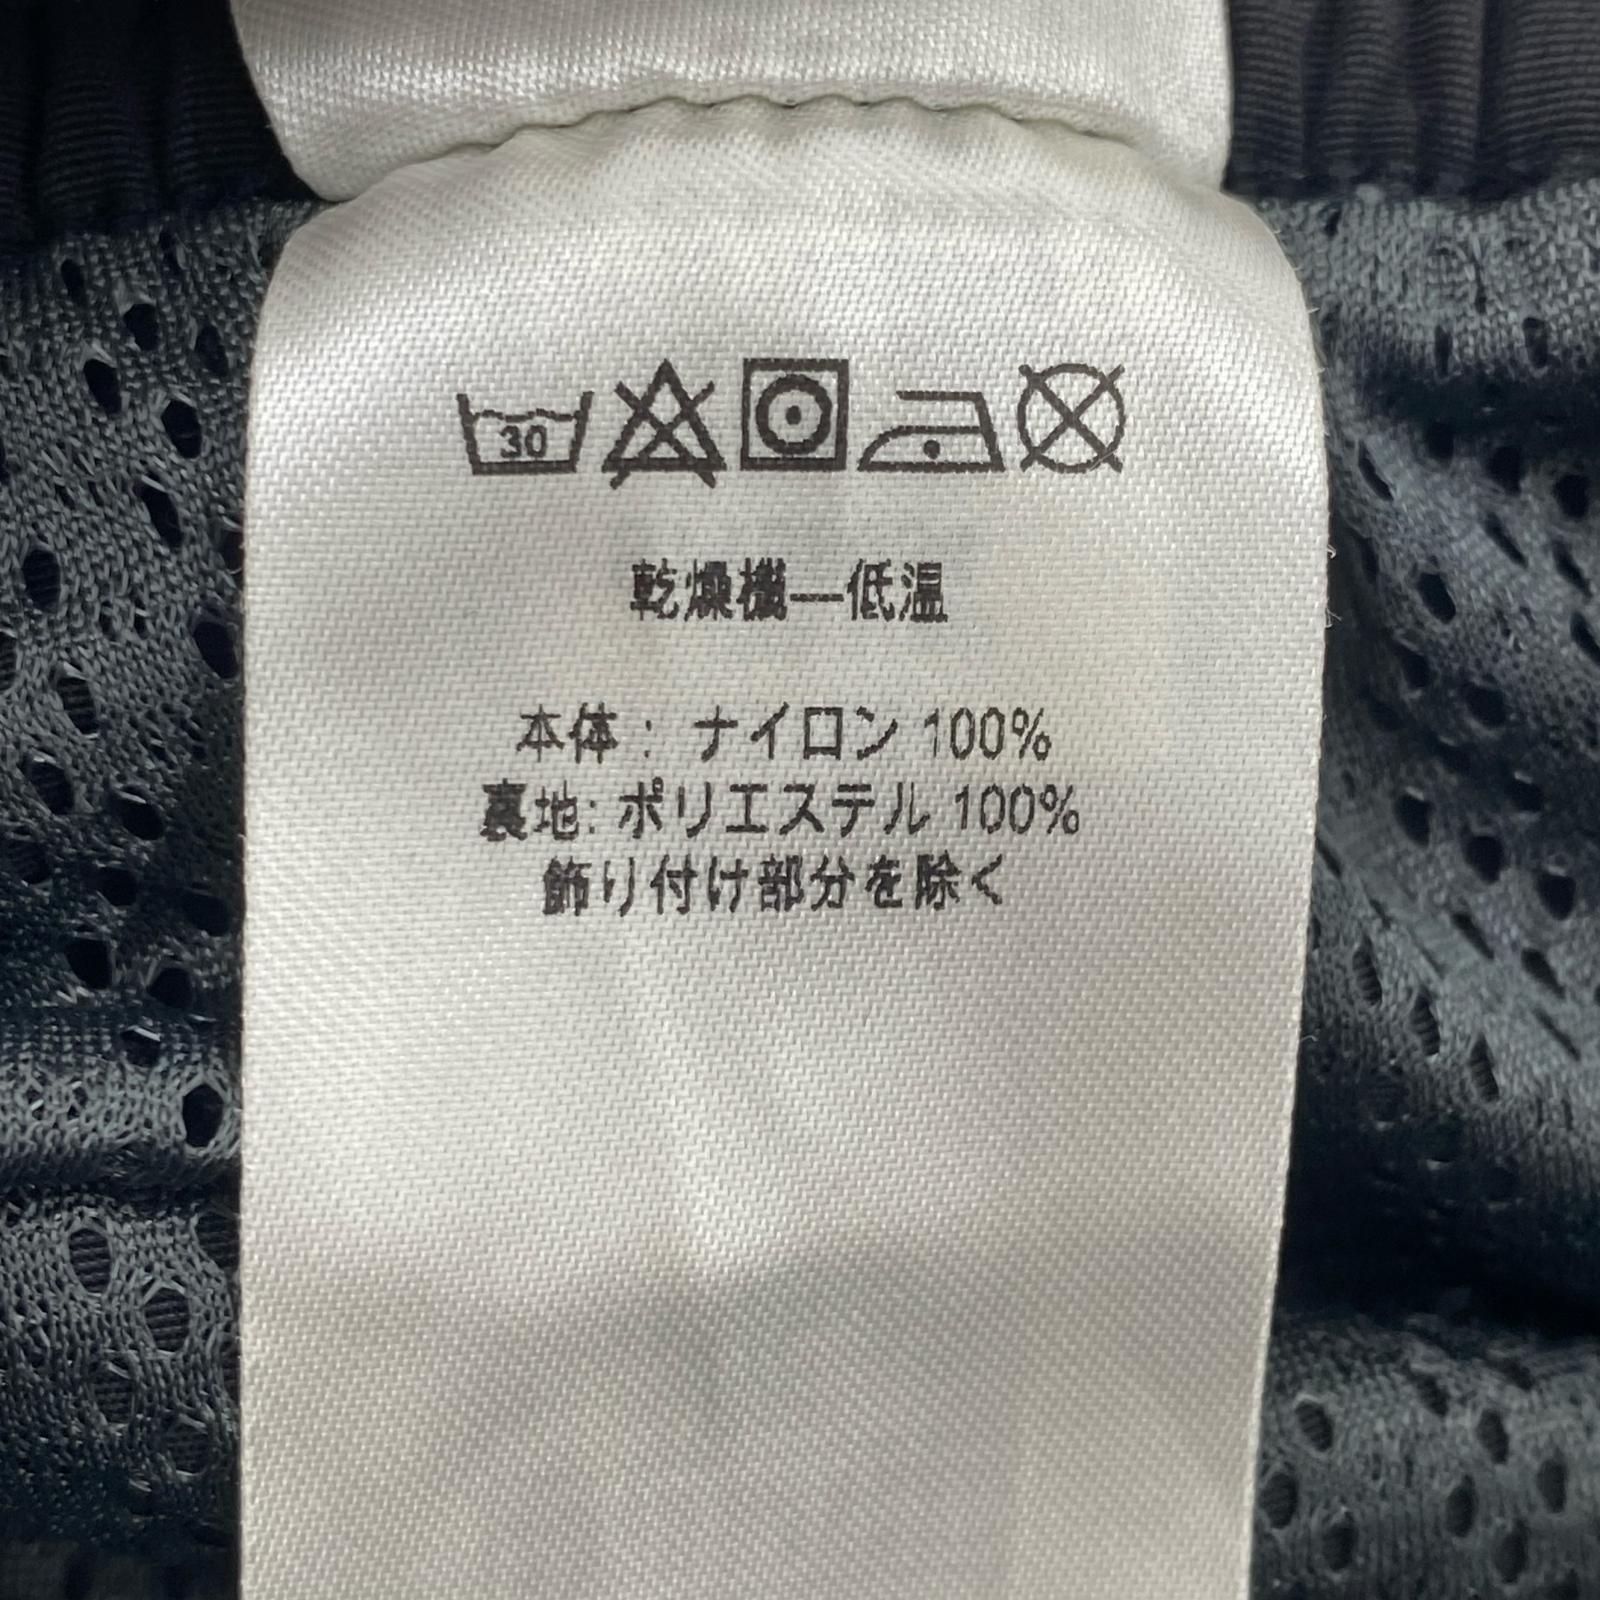 30
乾燥機—低温
本体: ナイロン 100%
裏地: ポリエステル 100%
飾り付け部分を除く